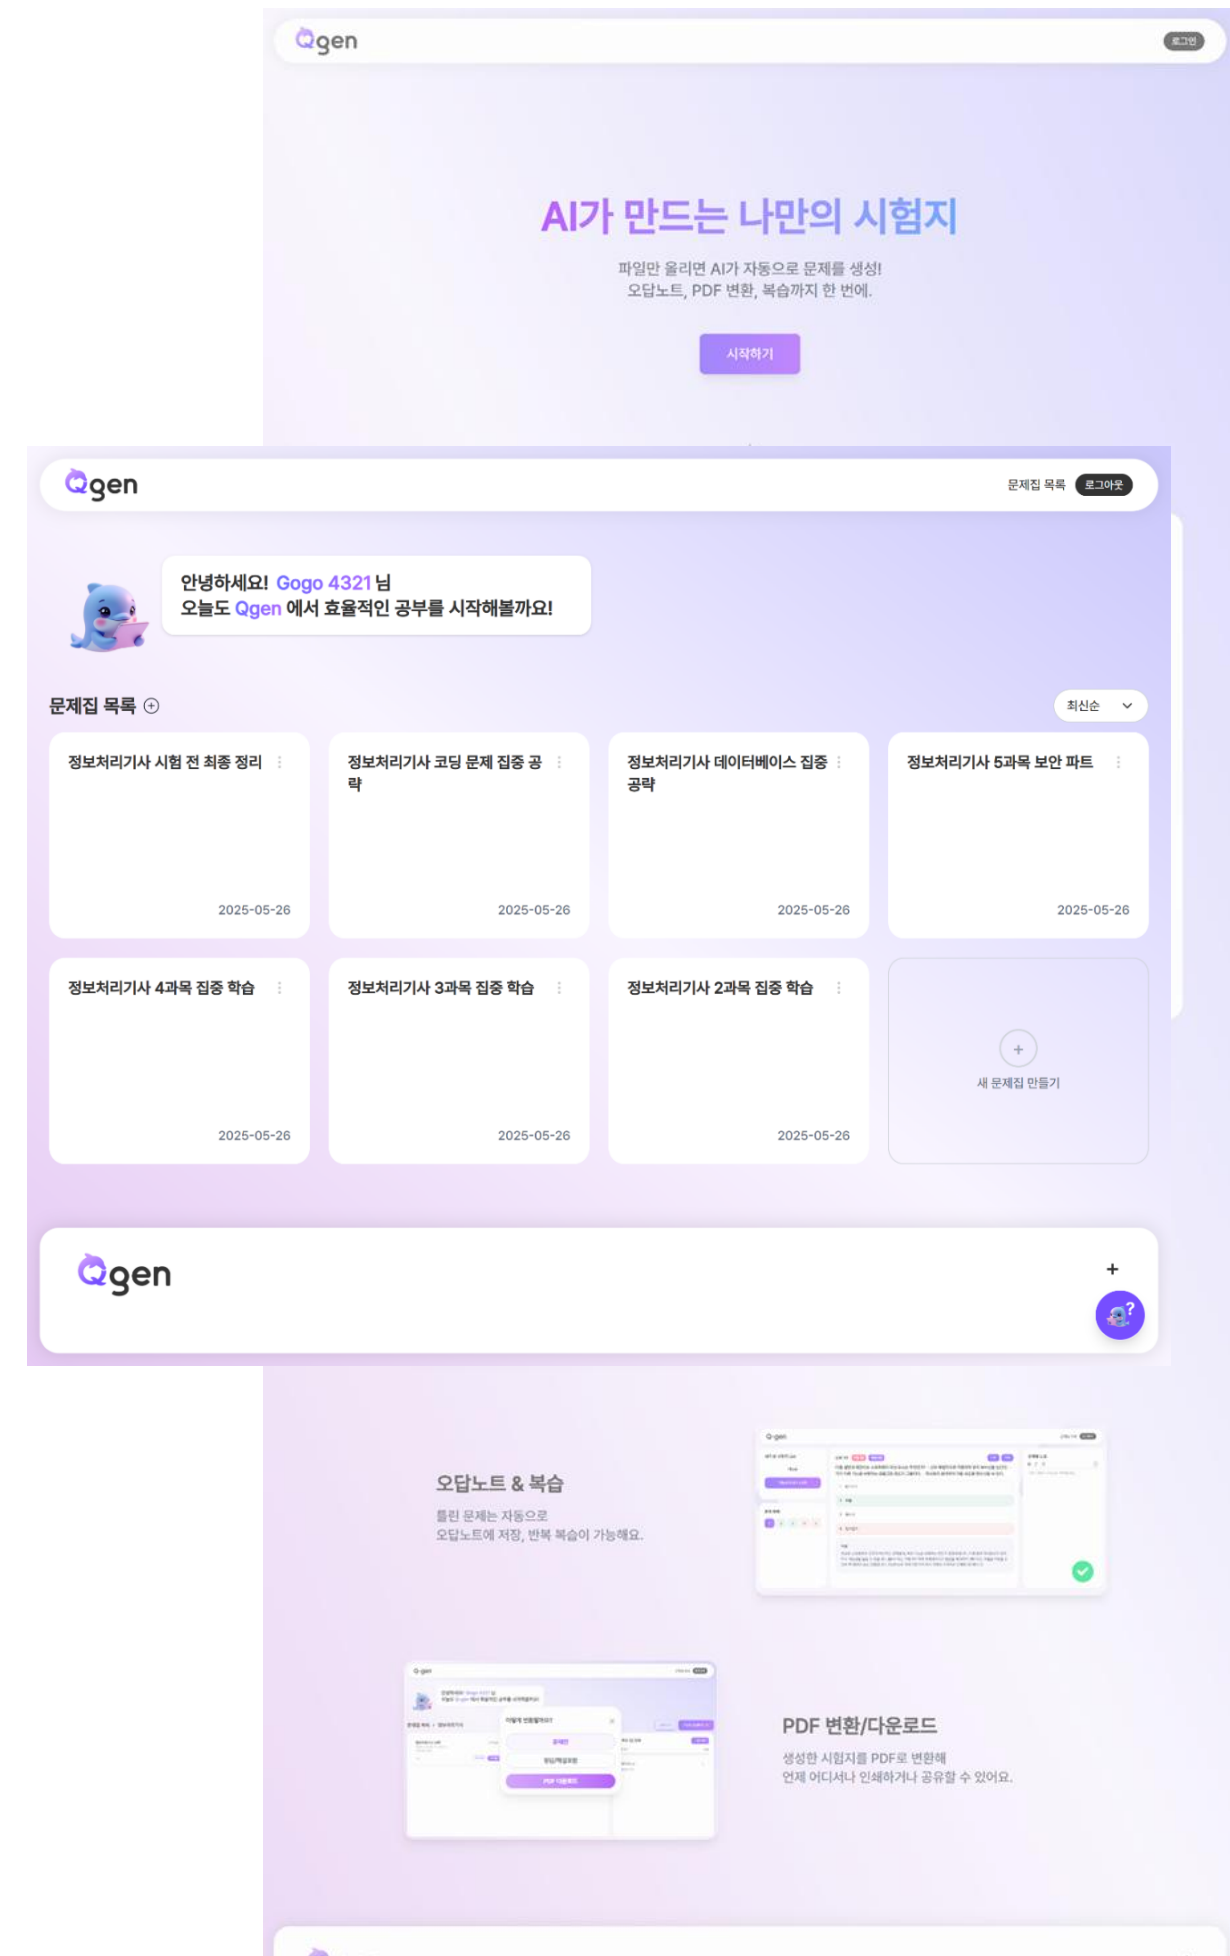 Qgen
로그인
AI가 만드는 나만의 시험지
파일만 올리면 AI가 자동으로 문제를 생성!
오답노트, PDF 변환, 복습까지 한 번에.
시작하기
Qgen
문제집 목록
로그아웃
안녕하세요! Gogo 4321 님
오늘도 Qgen 에서 효율적인 공부를 시작해볼까요!
문제집 목록
최신순
정보처리기사 시험 전 최종 정리
2025-05-26
정보처리기사 코딩 문제 집중 공
략
2025-05-26
정보처리기사 데이터베이스 집중
공략
2025-05-26
정보처리기사 5과목 보안 파트
2025-05-26
정보처리기사 4과목 집중 학습
2025-05-26
정보처리기사 3과목 집중 학습
2025-05-26
정보처리기사 2과목 집중 학습
2025-05-26
+
새 문제집 만들기
Qgen
+
?
오답노트 & 복습
틀린 문제는 자동으로
오답노트에 저장, 반복 복습이 가능해요.
Q-gen
Q-gen
PDF 다운로드
PDF 변환/다운로드
생성한 시험지를 PDF로 변환해
언제 어디서나 인쇄하거나 공유할 수 있어요.